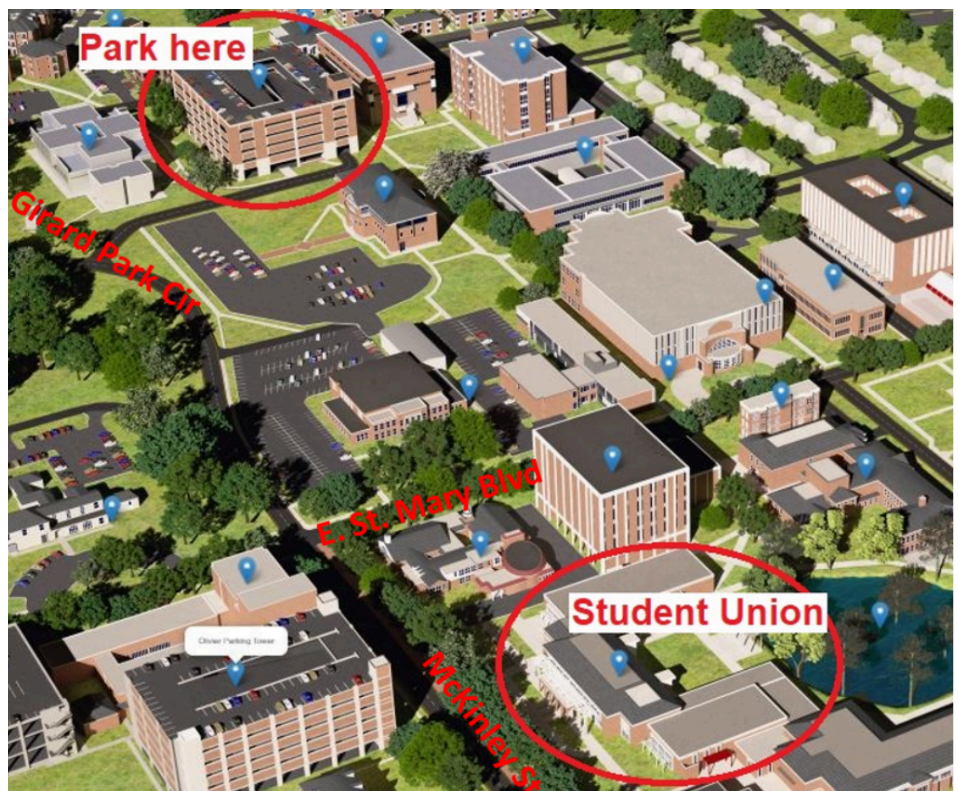 Park here
Girard Park Cir
E. St. Mary Blvd
Student Union
Olivier Parking Tower
McKinley St